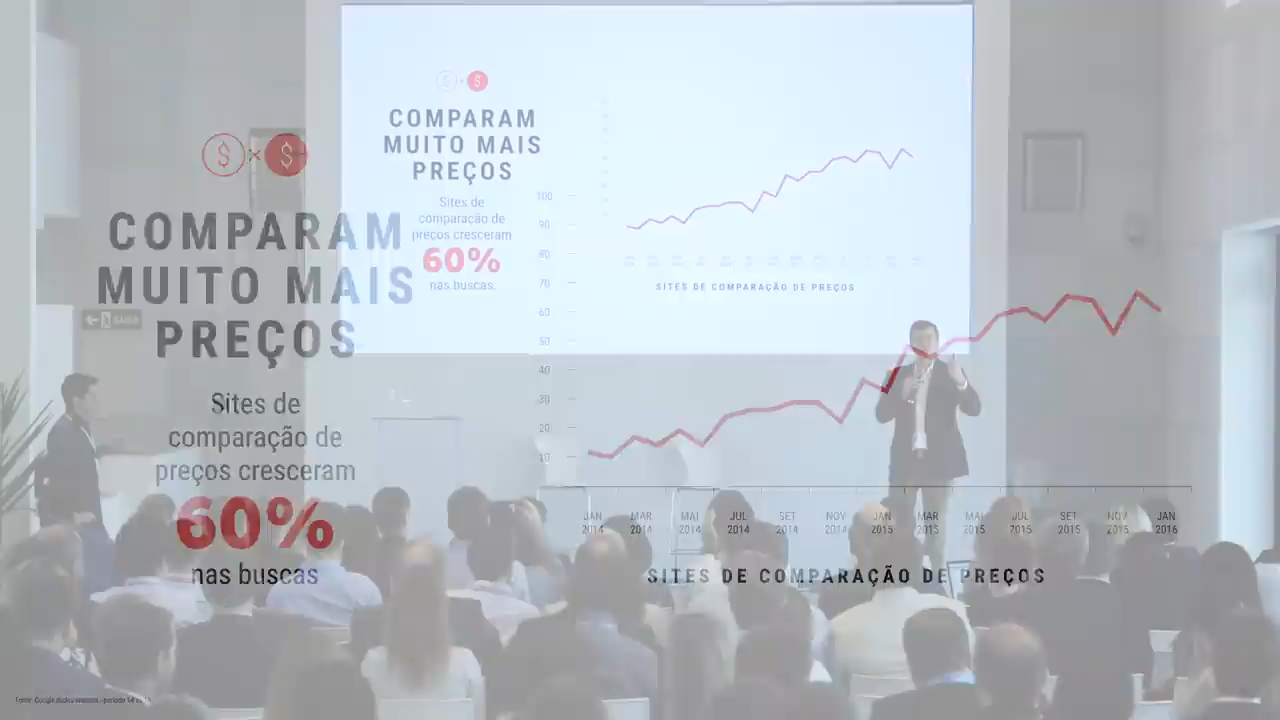 COMPARAM
MUITO MAIS
PREÇOS
Sites de
comparação de
preços cresceram
60%
nas buscas
COMPARAM
MUITO MAIS
PREÇOS
Sites de
comparação de
preços cresceram
60%
nas buscas.
SITES DE COMPARAÇÃO DE PREÇOS
100
90
80
70
60
50
40
30
20
10
JAN 2014 MAR 2014 MAI 2014 JUL 2014 SET 2014 NOV 2014 JAN 2015 MAR 2015 MAI 2015 JUL 2015 SET 2015 NOV 2015 JAN 2016
SITES DE COMPARAÇÃO DE PREÇOS
SAÍDA